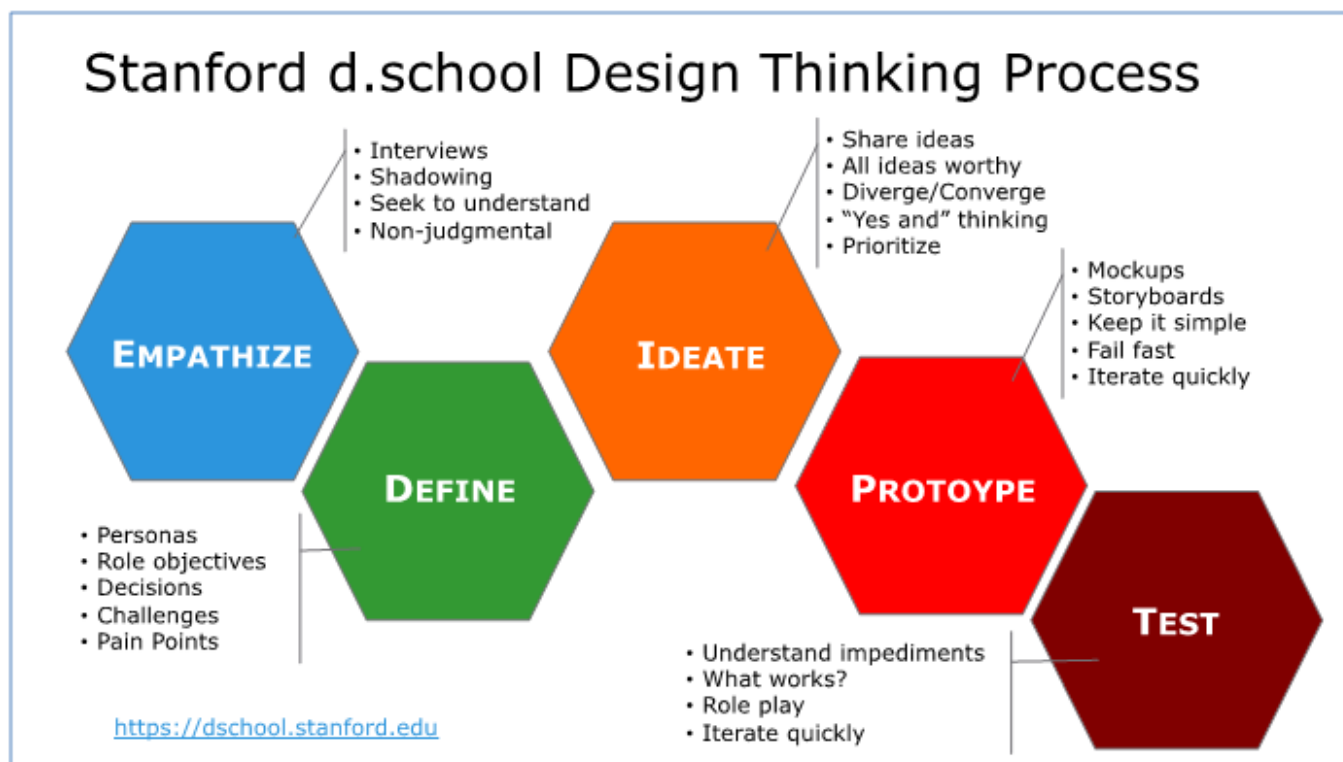 Stanford d.school Design Thinking Process
• Interviews
• Shadowing
• Seek to understand
• Non-judgmental
EMPATHIZE
• Personas
• Role objectives
• Decisions
• Challenges
• Pain Points
DEFINE
• Share ideas
• All ideas worthy
• Diverge/Converge
• “Yes and” thinking
• Prioritize
IDEATE
• Mockups
• Storyboards
• Keep it simple
• Fail fast
• Iterate quickly
PROTOYPE
• Understand impediments
• What works?
• Role play
• Iterate quickly
TEST
https://dschool.stanford.edu